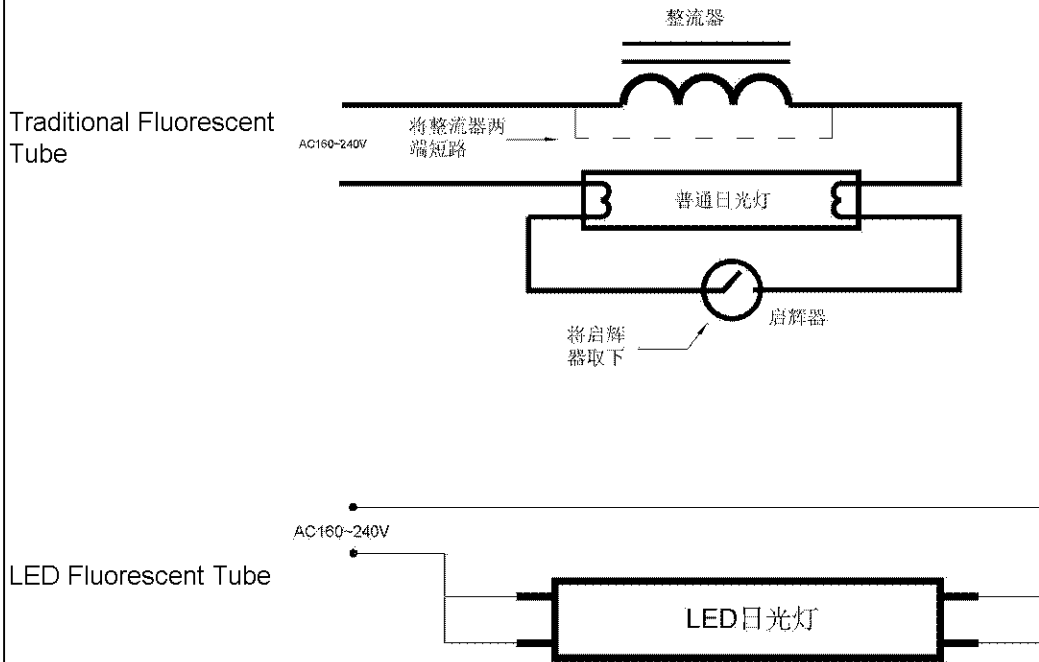 整流器
Traditional Fluorescent
Tube
AC160~240V
将整流器两
端短路
普通日光灯
启辉器
将启辉
器取下
AC160~240V
LED Fluorescent Tube
LED日光灯